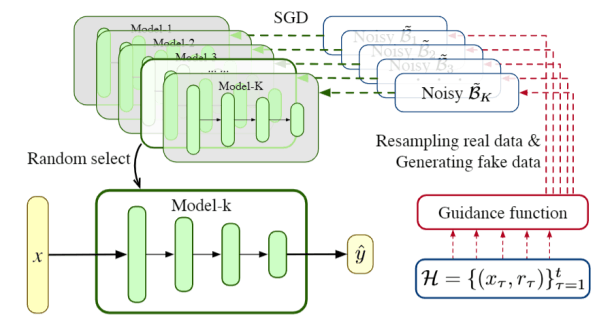 SGD
Model-1
Model-2
Model-3
... ...
Model-K
Noisy $\tilde{\mathcal{B}}_1$
Noisy $\tilde{\mathcal{B}}_2$
Noisy $\tilde{\mathcal{B}}_3$
Noisy $\tilde{\mathcal{B}}_K$
Resampling real data &
Generating fake data
Random select
Model-k
Guidance function
$x$
$\hat{y}$
$\mathcal{H} = \{(x_\tau, r_\tau)\}_{\tau=1}^{t}$